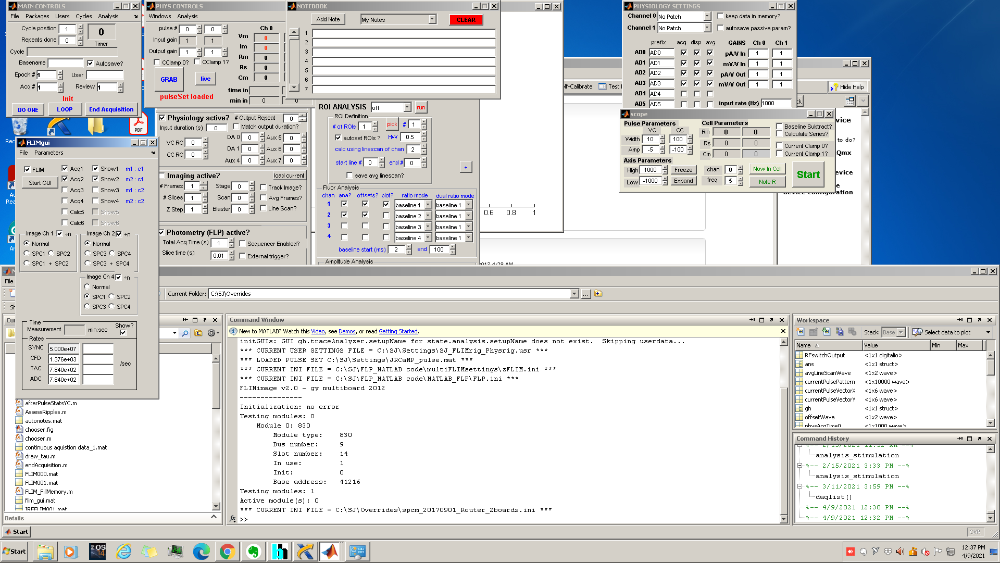 MAIN CONTROLS
File Packages Users Cycles Analysis
Cycle position 1
Repeats done 0
0
Timer
Cycle
Basename
Autosave?
Epoch # 1 User
Acq # 1 Review 1
Init
DO ONE LOOP End Acquisition
PHYS CONTROLS
Windows Analysis
pulse # 0 0
Input gain 1 1
Output gain 1 1
CClamp 0? CClamp 1?
GRAB live
pulseSet loaded
Ch 0
Vm 0
Im 0
Rm 0
Rs 0
Cm 0
time in
min in 0 0
NOTEBOOK
Add Note My Notes CLEAR
1
2
3
4
5
6
7
PHYSIOLOGY SETTINGS
Channel 0 No Patch keep data in memory?
Channel 1 No Patch autosave passive param?
prefix acq disp avg GAINS Ch 0 Ch 1
AD0 AD0 pA/V In 1 1
AD1 AD1 mV/V In 1 1
AD2 AD2 pA/V Out 1 1
AD3 AD3 mV/V Out 1 1
AD4 AD4
AD5 AD5 input rate (Hz) 1000
lf-Calibrate Test
Hide Help
scope
Pulse Parameters
VC CC
Width 10 100
Amp -5 -100
Axis Parameters
High 1000 Freeze
Low -1000 Expand
Cell Parameters
Rin 0 0
Rs 0 0
Cm 0 0
chan 0
freq 5
Baseline Subtract?
Calculate Series?
Current Clamp 0?
Current Clamp 1?
Now In Cell
Note R
Start
vice
to do?
Qmx
evice
device configuration
Physiology active? # Output Repeat 0
Input duration (s) 0 Match output duration?
VC RC 0 DA 0 0 Aux 5 0
CC RC 0 DA 1 0 Aux 6 0
Aux 4 0 Aux 7 0
Imaging active? load current
# Frames 1 Stage 0 Track Image?
# Slices 1 Scan 0 Avg Frames?
Z Step 1 Blaster 0 Line Scan?
Photometry (FLP) active?
Total Acq Time (s) 1 Sequencer Enabled?
Slice time (s) 0.01 External trigger?
ROI ANALYSIS off run
ROI Definition
# of ROIs 1 pick # 1
autoset ROIs ? HW 0.5
calc using linescan of chan 2
start line # 0 end # 0
save avg linescan?
+
Fluor Analysis
chan ana? offsets? plot? ratio mode dual ratio mode
1 baseline 1 baseline 1
2 baseline 2 baseline 1
3 baseline 3 baseline 1
4 baseline 4 baseline 1
baseline start (ms) 2 end 100
Amplitude Analysis
0.6 0.8 1
2013 4:28 AM
PDF
FLIMgui
File Parameters
FLIM
Start GUI
Acq1 Show1 m1 : c1
Acq2 Show2 m2 : c1
Acq3 Show3 m1 : c2
Acq4 Show4 m2 : c2
Calc5 Show5
Calc6 Show6
Image Ch 1 ÷n
Normal
SPC1 SPC2
SPC1 + SPC2
Image Ch 2 ÷n
Normal
SPC3 SPC4
SPC3 + SPC4
Image Ch 4 ÷n
Normal
SPC1 SPC2
SPC3 SPC4
Time
Measurement min:sec Show?
Rates
SYNC 5.000e+07
CFD 1.376e+03
TAC 7.840e+02
ADC 7.840e+02
/sec
File
Current Folder: C:\SJ\Overrides
afterPulseStatsYC.m
AssessRipples.m
autonotes.mat
chooser.fig
chooser.m
continuous aquistion data_1.mat
draw_tau.m
endAcquisition.m
FLIM000.mat
FLIM001.mat
FLIM_FillMemory.m
flim_gui.mat
IRFFLIM001.mat
Details
Start
Command Window
New to MATLAB? Watch this Video, see Demos, or read Getting Started.
initGUIs: GUI gh.traceAnalyzer.setupName for state.analysis.setupName does not exist. Skipping userdata...
*** CURRENT USER SETTINGS FILE = C:\SJ\Settings\SJ_FLIMrig_Physrig.usr ***
*** LOADED PULSE SET C:\SJ\Settings\JRCaMP_pulse.mat ***
*** CURRENT INI FILE = C:\SJ\FLP_MATLAB code\multiFLIMsettings\zFLIM.ini ***
*** CURRENT INI FILE = C:\SJ\FLP_MATLAB code\MATLAB_FLP\FLP.ini ***
FLIMimage v2.0 - gy multiboard 2012
---------------
Initialization: no error
Testing modules: 0
Module 0: 830
Module type: 830
Bus number: 9
Slot number: 14
In use: 1
Init: 0
Base address: 41216
Testing modules: 1
Active module(s): 0
*** CURRENT INI FILE = C:\SJ\Overrides\spcm_20170901_Router_2boards.ini ***
fx >>
Workspace
Stack: Base Select data to plot
Name Value Min Max
RFswitchOutput <1x1 digitalio>
ans <1x1 struct>
avgLineScanWave <1x2 wave>
currentPulsePattern <1x10000 wave>
currentPulseVectorX <1x6 wave>
currentPulseVectorY <1x6 wave>
gh <1x1 struct>
offsetWave <1x2 wave>
physAcqTime0 <1x1000 wave>
Command History
%-- 2/15/2021 11:52 AM --%
analysis_stimulation
%-- 2/15/2021 3:33 PM --%
analysis_stimulation
%-- 3/11/2021 3:59 PM --%
daqlist()
%-- 4/9/2021 12:30 PM --%
%-- 4/9/2021 12:32 PM --%
OVR
Start
12:37 PM
4/9/2021